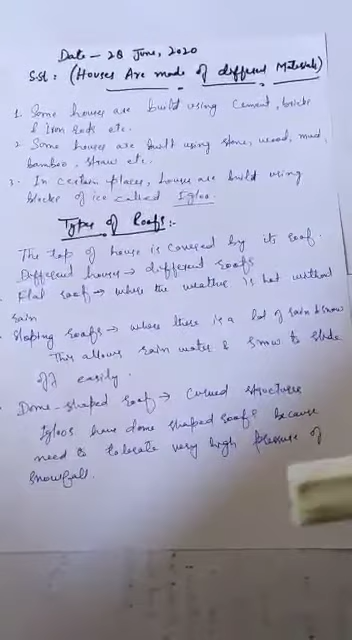 Date - 28 June, 2020
S.St : (Houses Are made of different Materials)
1. Some houses are build using cement, bricks
& Iron rods etc.
2. Some houses are built using stone, wood, mud,
bamboo, straw etc.
3. In certain places, houses are build using
blocks of ice called Igloo.
Types of Roofs :-
The top of house is covered by its roof.
Different houses → different roofs
Flat roof → where the weather is hot without
rain
Sloping roofs → where there is a lot of rain & snow
This allows rain water & snow to slide
off easily.
Dome-shaped roof → curved structures
Igloos have dome shaped roofs because
need to tolerate very high pressure of
snowfall.